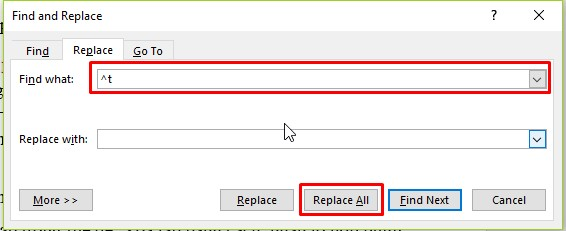 Find and Replace
Find Replace Go To
Find what: ^t
Replace with:
More >> Replace Replace All Find Next Cancel